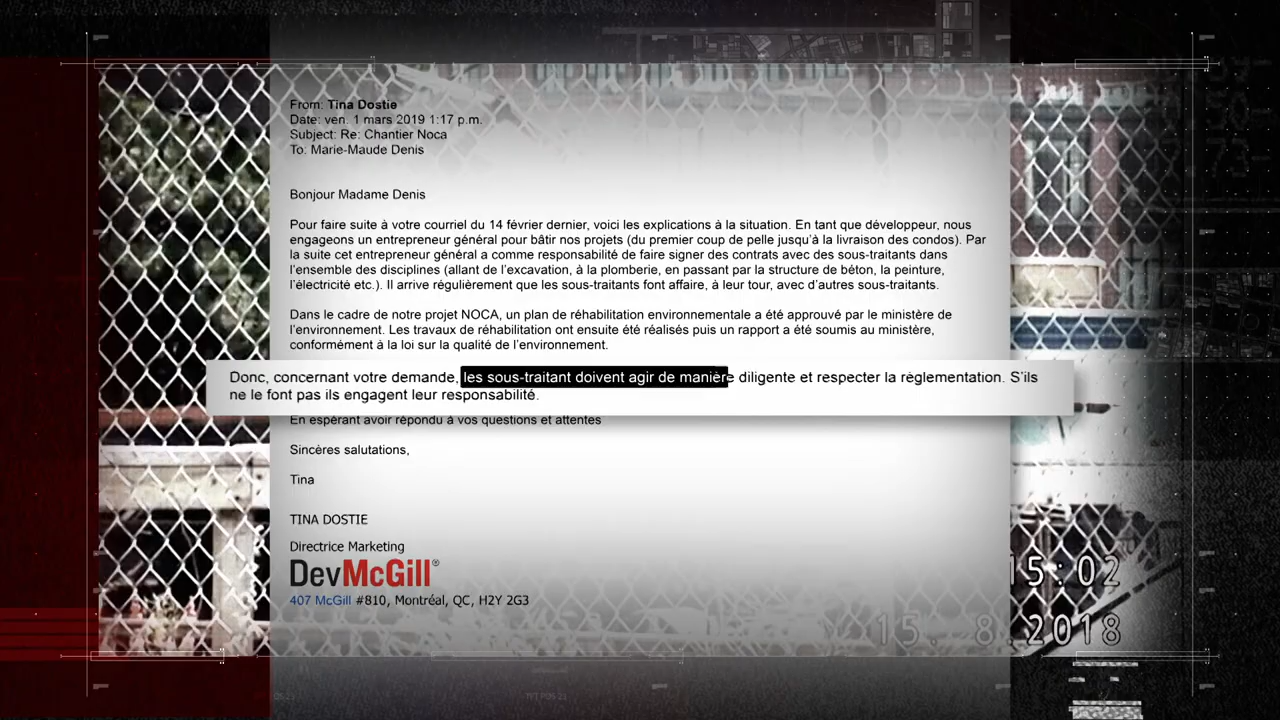 From: Tina Dostie
Date: ven. 1 mars 2019 1:17 p.m.
Subject: Re: Chantier Noca
To: Marie-Maude Denis
Bonjour Madame Denis
Pour faire suite à votre courriel du 14 février dernier, voici les explications à la situation. En tant que développeur, nous
engageons un entrepreneur général pour bâtir nos projets (du premier coup de pelle jusqu'à la livraison des condos). Par
la suite cet entrepreneur général a comme responsabilité de faire signer des contrats avec des sous-traitants dans
l'ensemble des disciplines (allant de l'excavation, à la plomberie, en passant par la structure de béton, la peinture,
l'électricité etc.). Il arrive régulièrement que les sous-traitants font affaire, à leur tour, avec d'autres sous-traitants.
Dans le cadre de notre projet NOCA, un plan de réhabilitation environnementale a été approuvé par le ministère de
l'environnement. Les travaux de réhabilitation ont ensuite été réalisés puis un rapport a été soumis au ministère,
conformément à la loi sur la qualité de l'environnement.
Donc, concernant votre demande, les sous-traitant doivent agir de manière diligente et respecter la règlementation. S'ils
ne le font pas ils engagent leur responsabilité.
En espérant avoir répondu à vos questions et attentes
Sincères salutations,
Tina
TINA DOSTIE
Directrice Marketing
DevMcGill®
407 McGill #810, Montréal, QC, H2Y 2G3
15:02
15. 8.2018